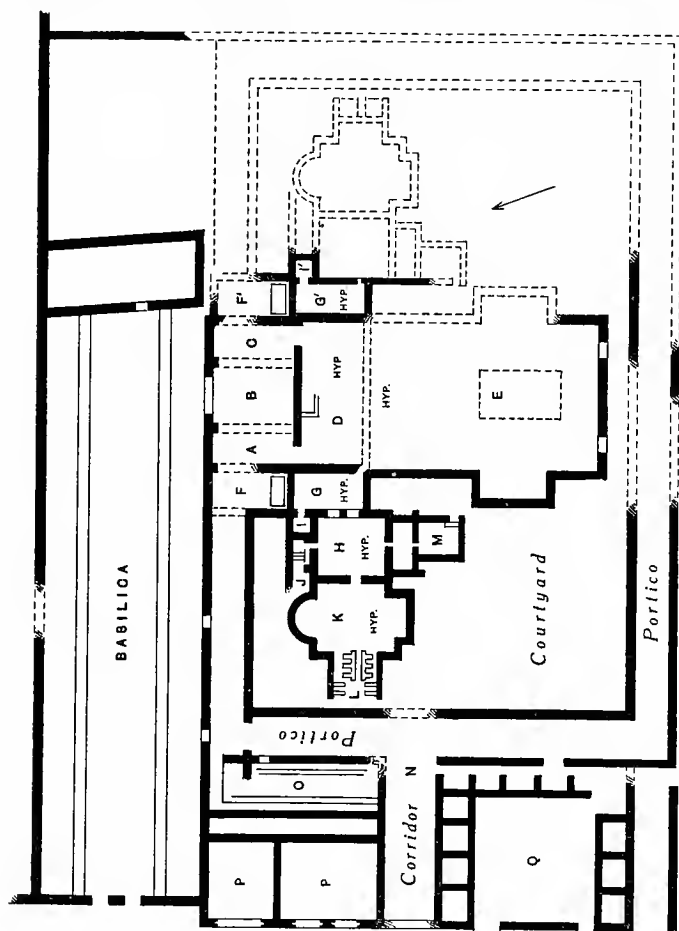 BASILICA
F'
I'
G'
HYP.
C
B
A
HYP
D
HYP.
E
F
G
HYP.
I
H
HYP.
M
J
K
HYP.
L
Courtyard
Portico
Portico
O
N
Corridor
P
P
Q